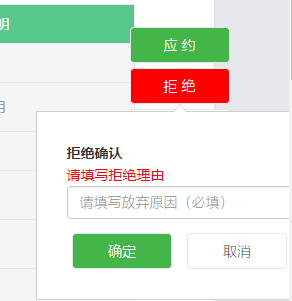 明
应 约
拒 绝
月
拒绝确认
请填写拒绝理由
请填写放弃原因（必填）
确定
取消